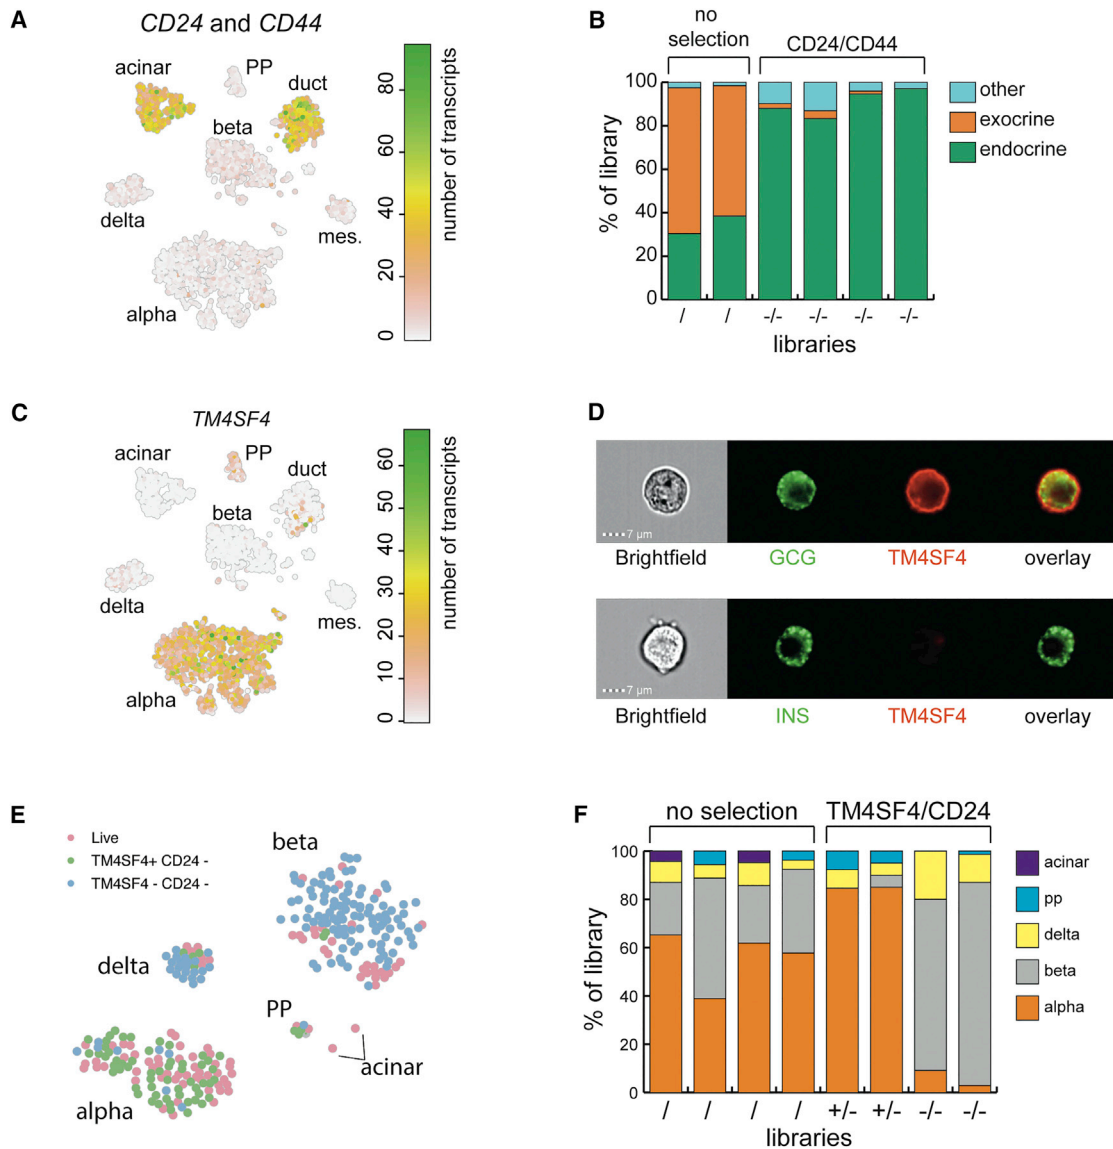 A
CD24 and CD44
acinar
PP
duct
beta
delta
mes.
alpha
0
20
40
60
80
number of transcripts
B
no
selection
CD24/CD44
100
80
60
40
20
0
% of library
/ / -/- -/- -/- -/-
libraries
other
exocrine
endocrine
C
TM4SF4
acinar
PP
duct
beta
delta
mes.
alpha
0
10
20
30
40
50
60
number of transcripts
D
7 µm
Brightfield GCG TM4SF4 overlay
7 µm
Brightfield INS TM4SF4 overlay
E
Live
TM4SF4+ CD24 -
TM4SF4 - CD24 -
beta
delta
PP
acinar
alpha
F
no selection TM4SF4/CD24
100
80
60
40
20
0
% of library
/ / / / +/- +/- -/- -/-
libraries
acinar
pp
delta
beta
alpha